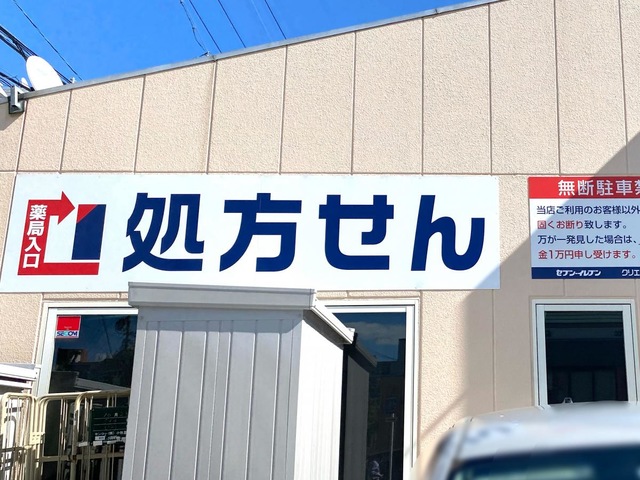 薬局入口
処方せん
無断駐車禁
当店ご利用のお客様以外
固くお断り致します。
万が一発見した場合は、
金1万円申し受けます。
セブン-イレブン クリエ
SECOM